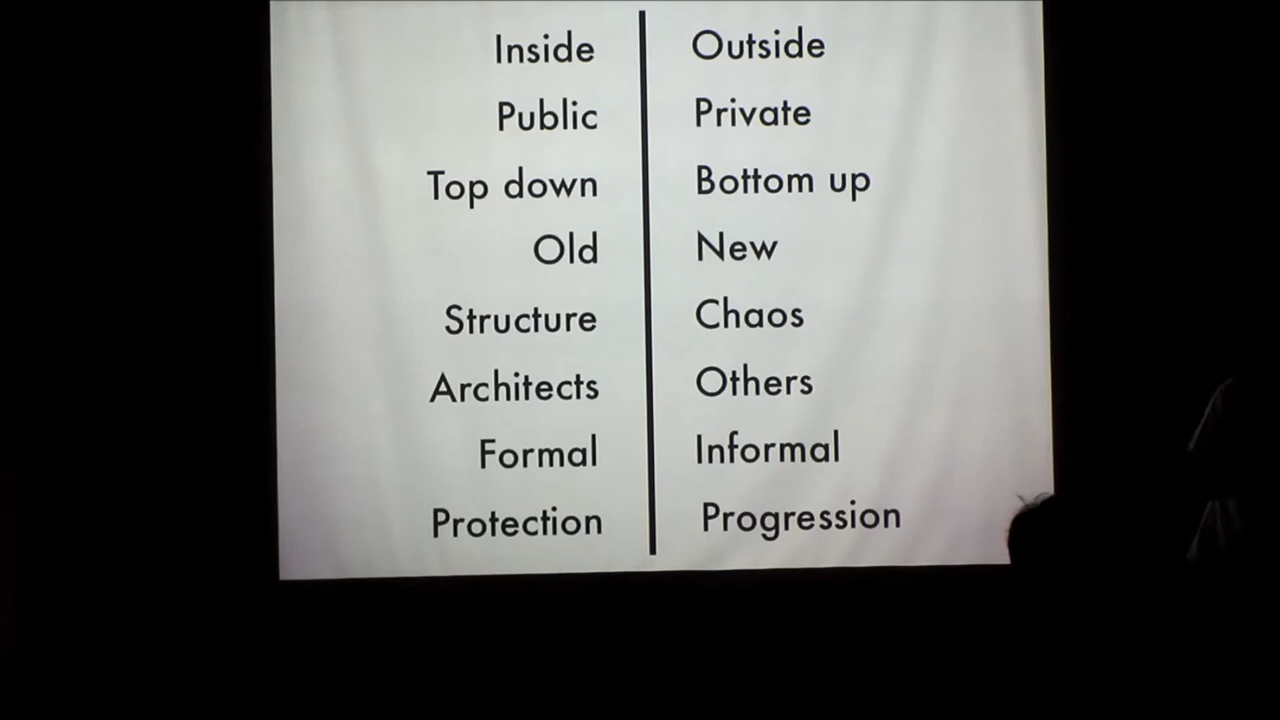 Inside Outside
Public Private
Top down Bottom up
Old New
Structure Chaos
Architects Others
Formal Informal
Protection Progression